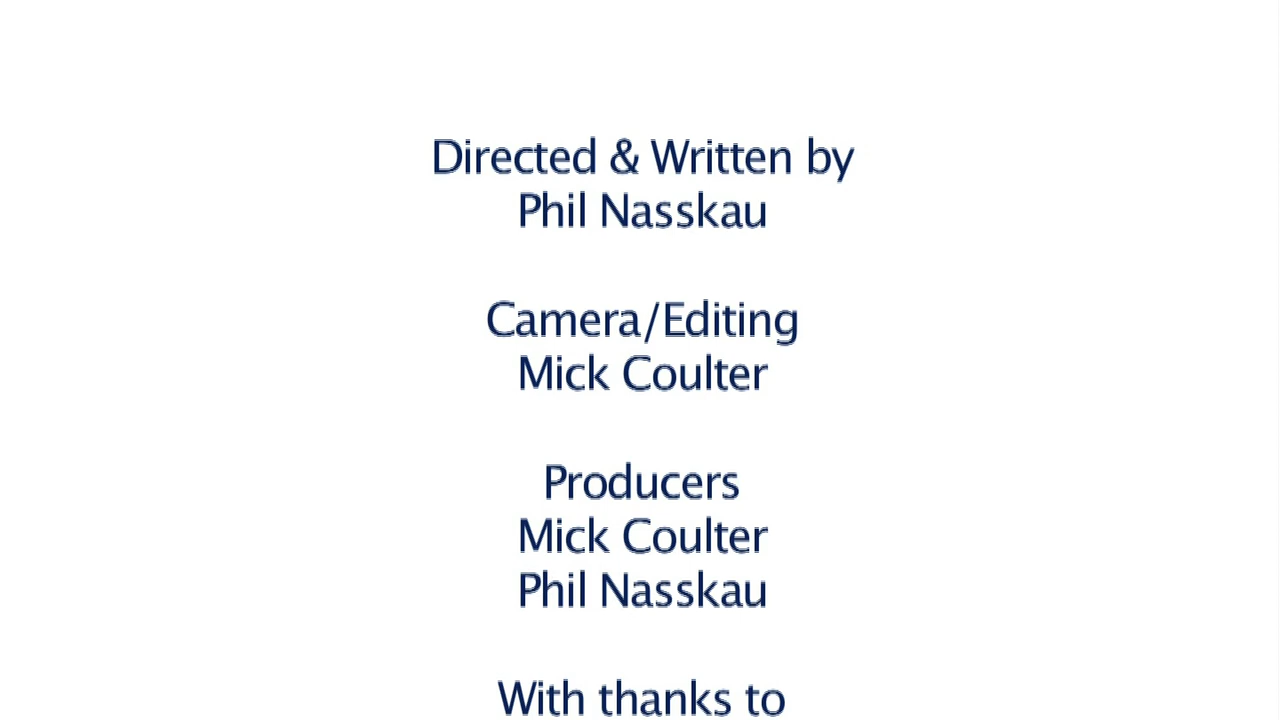 Directed & Written by
Phil Nasskau
Camera/Editing
Mick Coulter
Producers
Mick Coulter
Phil Nasskau
With thanks to